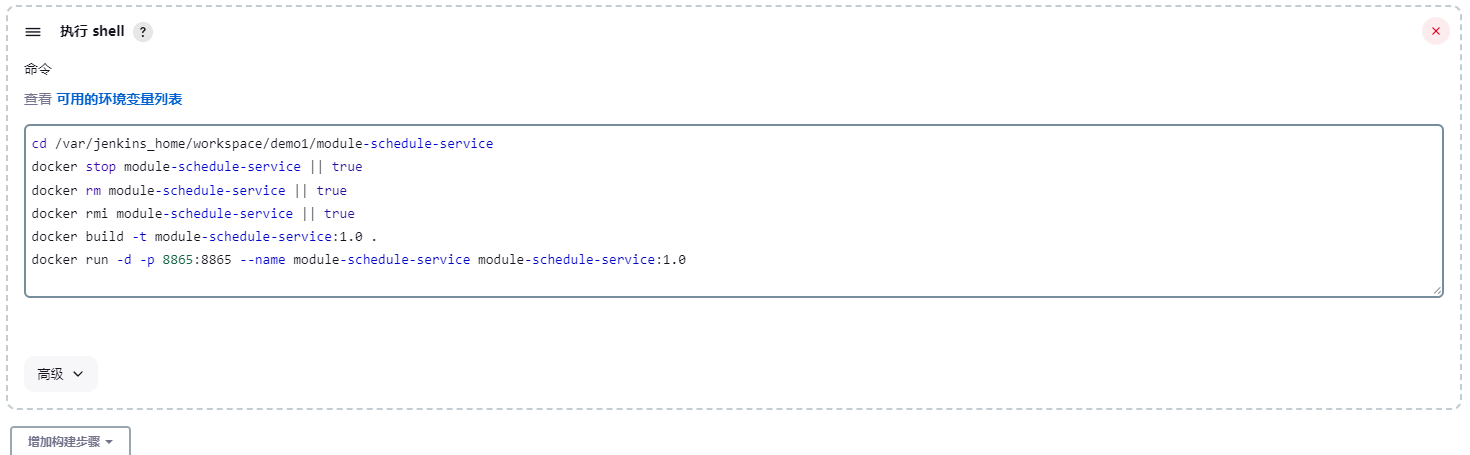 执行 shell ?
命令
查看 可用的环境变量列表
cd /var/jenkins_home/workspace/demo1/module-schedule-service
docker stop module-schedule-service || true
docker rm module-schedule-service || true
docker rmi module-schedule-service || true
docker build -t module-schedule-service:1.0 .
docker run -d -p 8865:8865 --name module-schedule-service module-schedule-service:1.0
高级
增加构建步骤